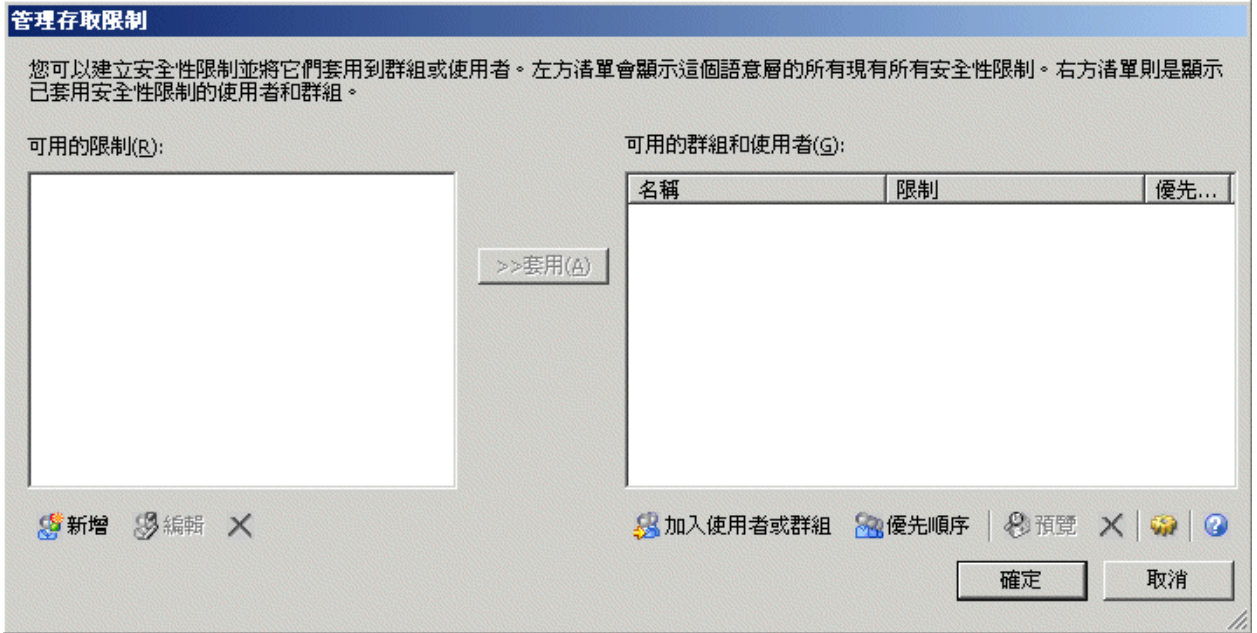 管理存取限制
您可以建立安全性限制並將它們套用到群組或使用者。左方清單會顯示這個語意層的所有現有所有安全性限制。右方清單則是顯示
已套用安全性限制的使用者和群組。
可用的限制(R):
可用的群組和使用者(G):
名稱 限制 優先...
>>套用(A)
新增 編輯
加入使用者或群組 優先順序 預覽
確定 取消